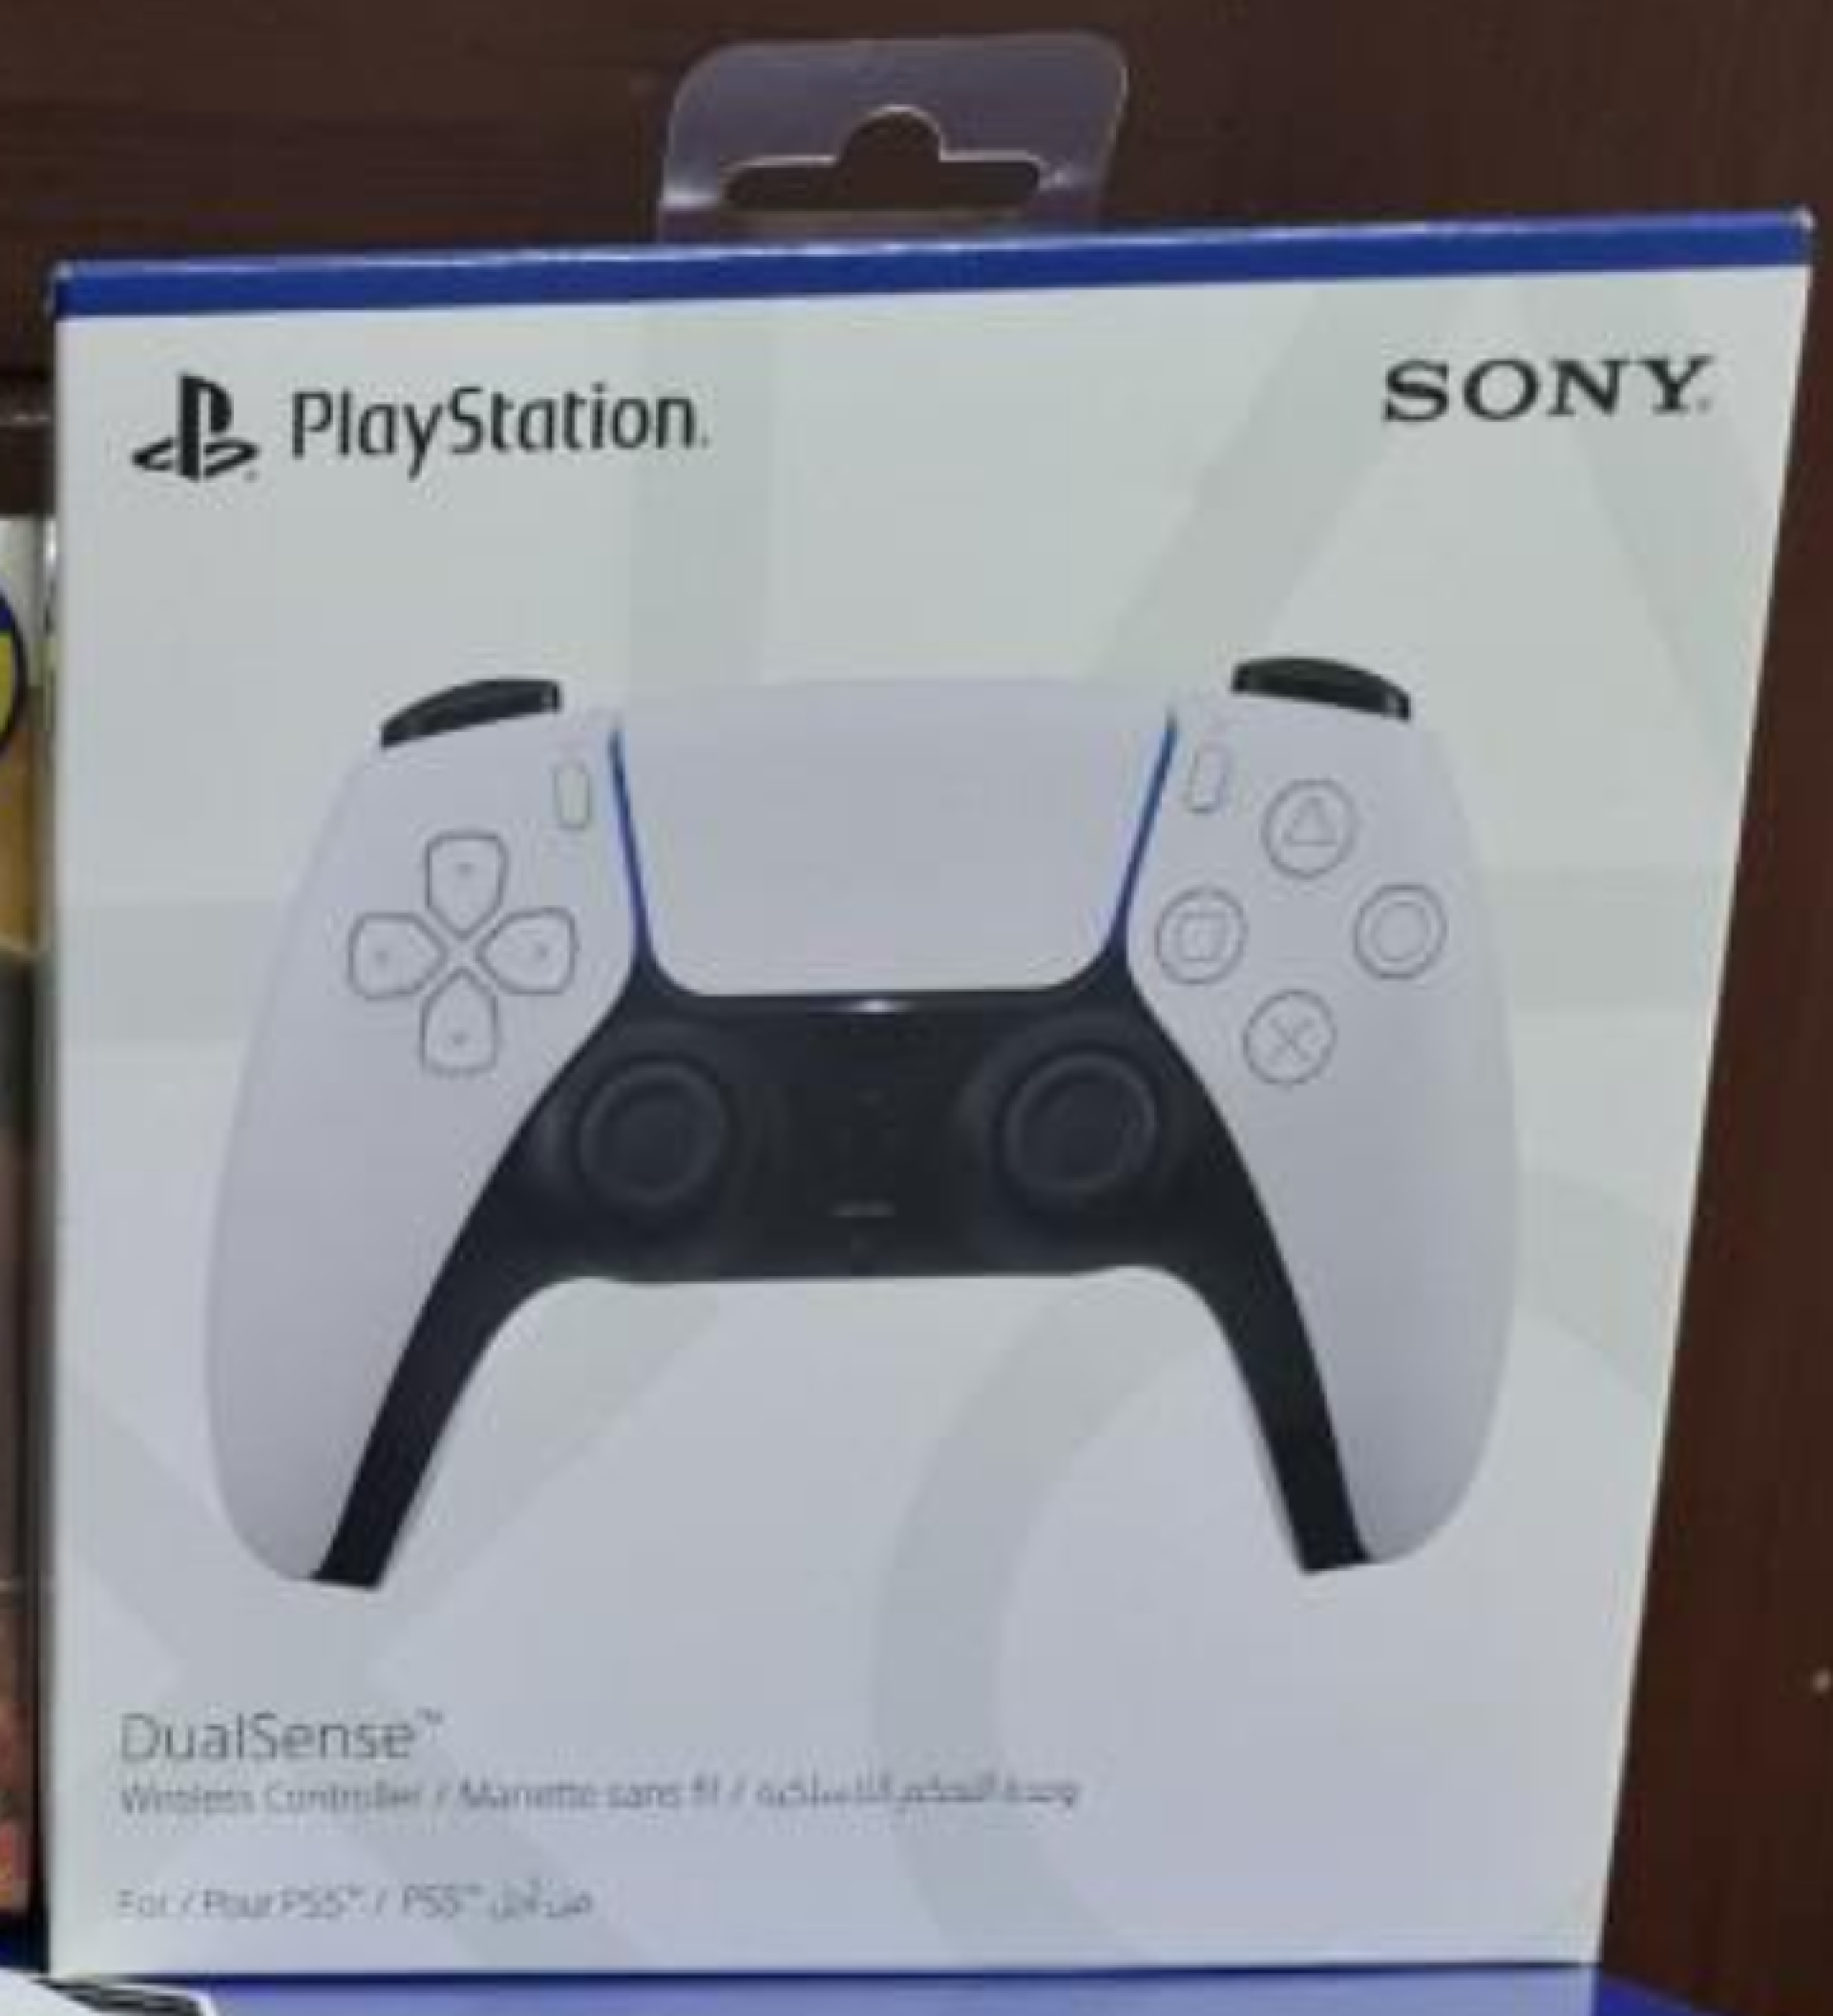 PlayStation
SONY
DualSense™
Wireless Controller / Manette sans fil / وحدة التحكم اللاسلكية
For / Pour PS5™ / PS5™ من أجل